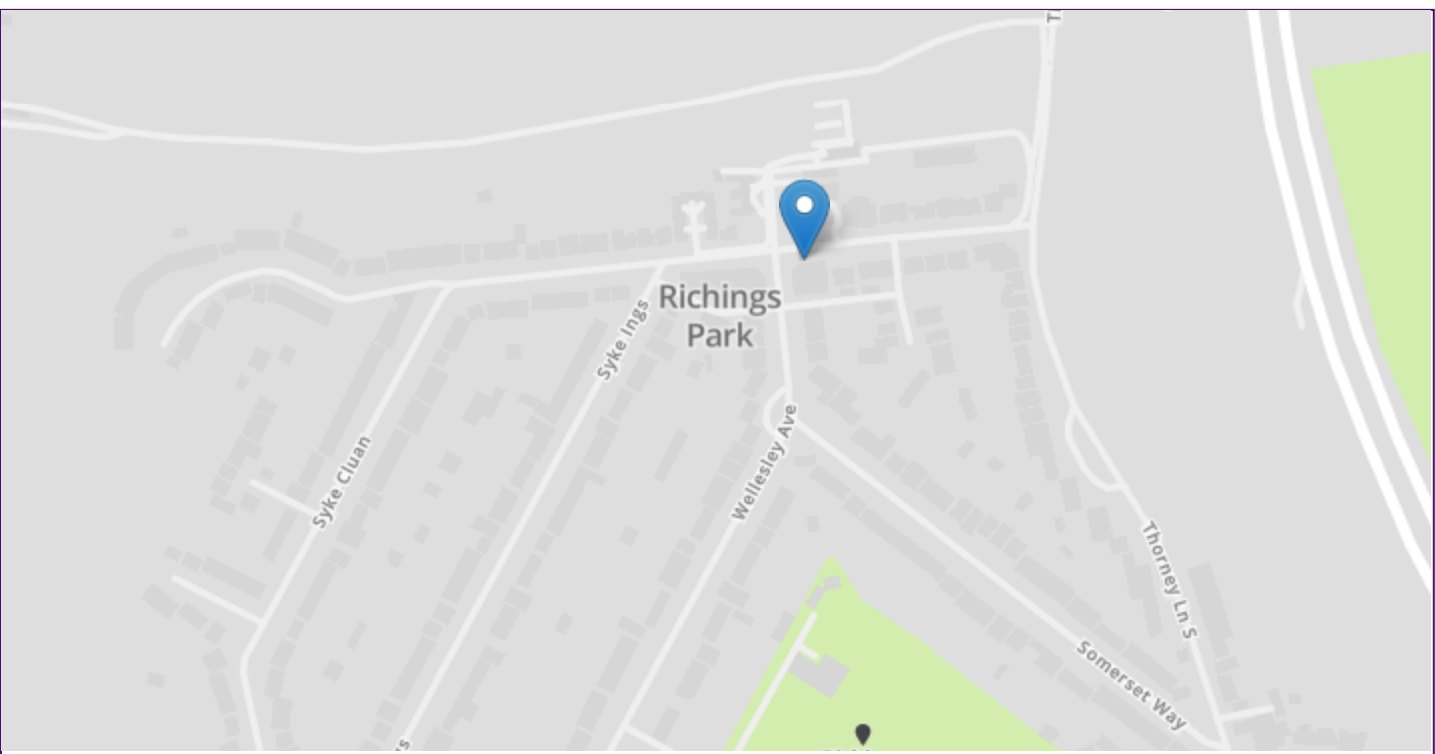 Richings
Park
Syke Ings
Syke Cluan
Wellesley Ave
Thorney Ln S
Somerset Way